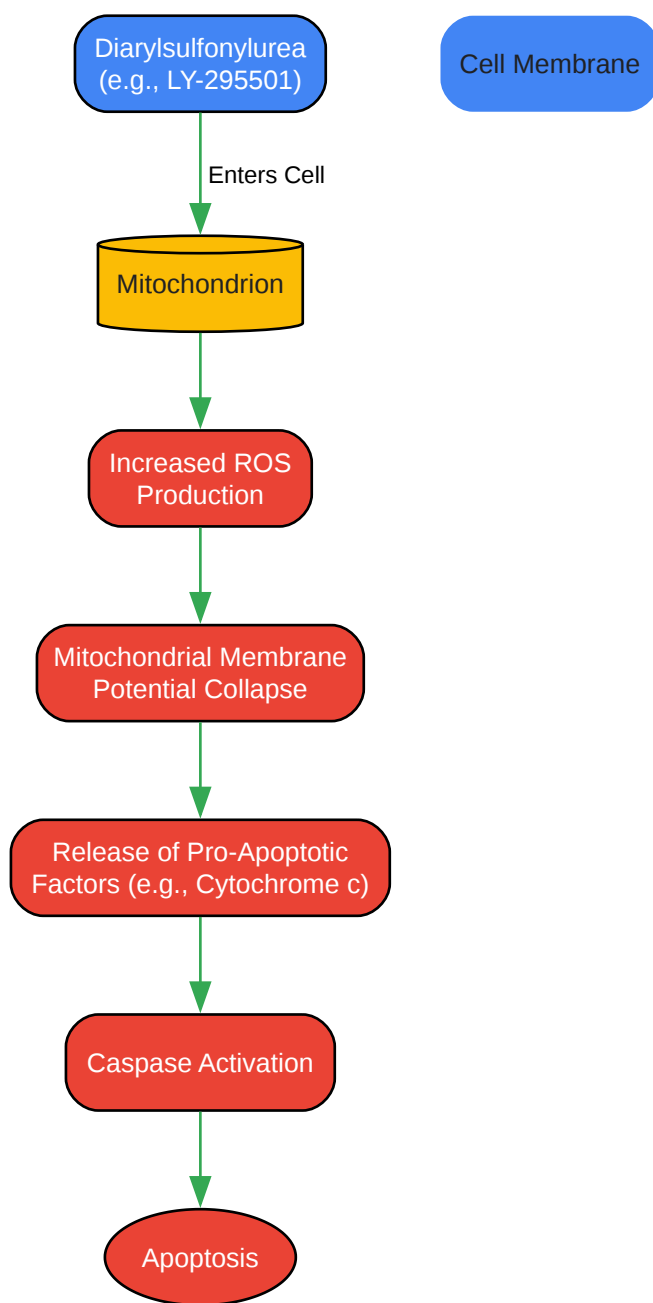 Diarylsulfonylurea
(e.g., LY-295501)
Cell Membrane
Enters Cell
Mitochondrion
Increased ROS
Production
Mitochondrial Membrane
Potential Collapse
Release of Pro-Apoptotic
Factors (e.g., Cytochrome c)
Caspase Activation
Apoptosis